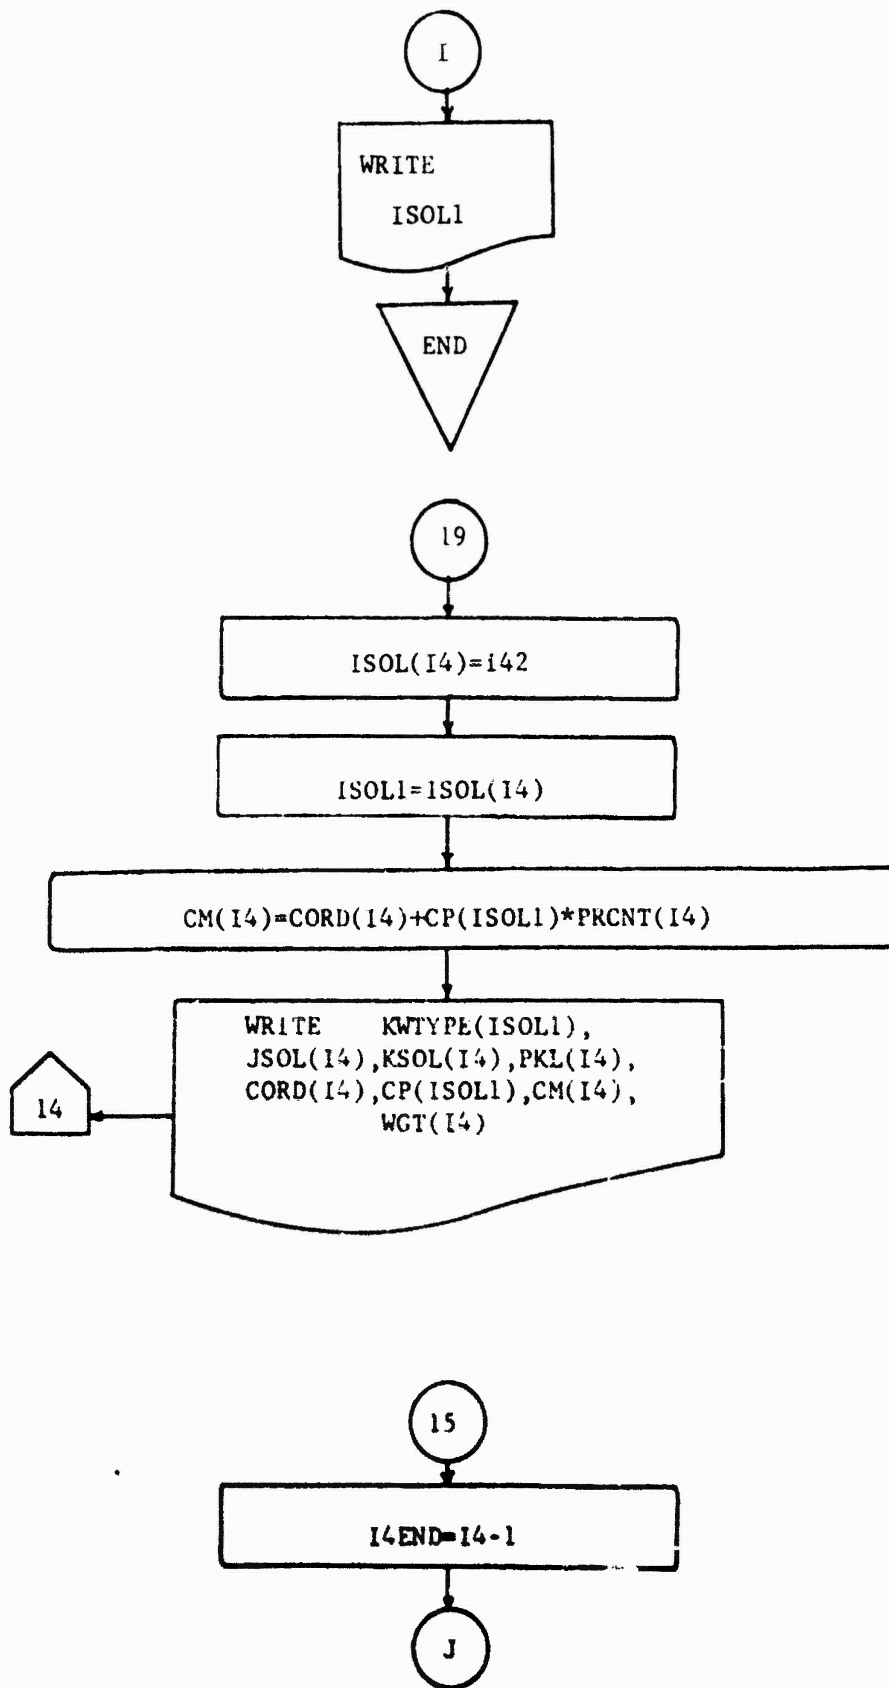 I
WRITE
ISOL1
END
19
ISOL(I4)=I42
ISOL1=ISOL(I4)
CM(I4)=CORD(I4)+CP(ISOL1)*PRCNT(I4)
WRITE KWTYPE(ISOL1),
JSOL(I4),KSOL(I4),PKL(I4),
14
CORD(I4),CP(ISOL1),CM(I4),
WGT(I4)
15
I4END=I4-1
J